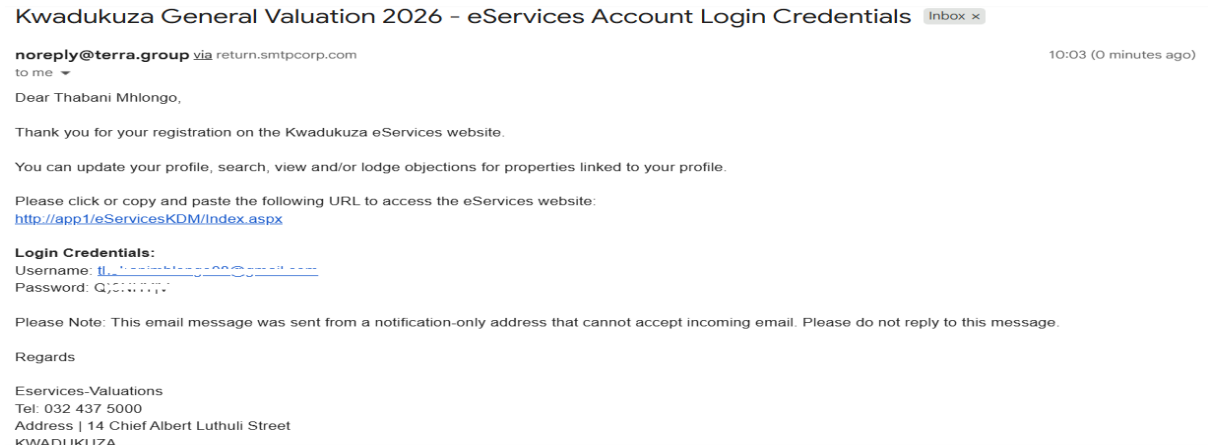 Kwadukuza General Valuation 2026 - eServices Account Login Credentials Inbox ×
noreply@terra.group via return.smtpcorp.com 10:03 (0 minutes ago)
to me
Dear Thabani Mhlongo,
Thank you for your registration on the Kwadukuza eServices website.
You can update your profile, search, view and/or lodge objections for properties linked to your profile.
Please click or copy and paste the following URL to access the eServices website:
http://app1/eServicesKDM/Index.aspx
Login Credentials:
Username:
Password:
Please Note: This email message was sent from a notification-only address that cannot accept incoming email. Please do not reply to this message.
Regards
Eservices-Valuations
Tel: 032 437 5000
Address | 14 Chief Albert Luthuli Street
KWADUKUZA